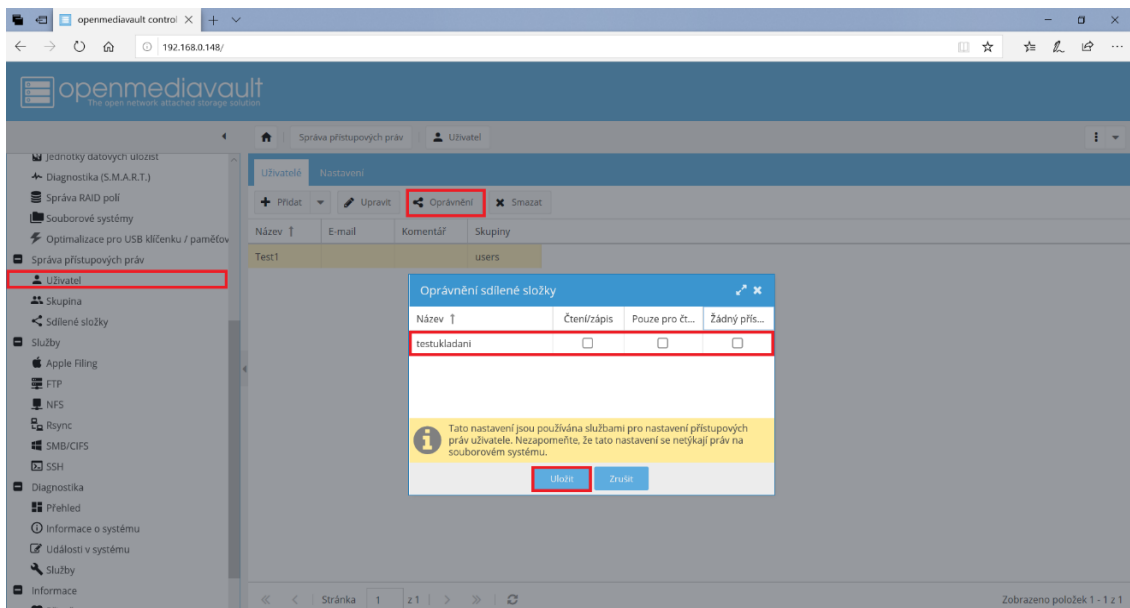 openmediavault control
192.168.0.148/
openmediavault
The open network attached storage solution
Správa přístupových práv
Uživatel
Jednotky datových úložišť
Diagnostika (S.M.A.R.T.)
Správa RAID polí
Souborové systémy
Optimalizace pro USB klíčenku / paměťov
Správa přístupových práv
Uživatel
Skupina
Sdílené složky
Služby
Apple Filing
FTP
NFS
Rsync
SMB/CIFS
SSH
Diagnostika
Přehled
Informace o systému
Události v systému
Služby
Informace
Uživatelé Nastavení
Přidat Upravit Oprávnění Smazat
Název E-mail Komentář Skupiny
Test1 users
Oprávnění sdílené složky
Název Čtení/zápis Pouze pro čt... Žádný přís...
testukladani
Tato nastavení jsou používána službami pro nastavení přístupových
práv uživatele. Nezapomeňte, že tato nastavení se netýkají práv na
souborovém systému.
Uložit Zrušit
Stránka 1 z 1
Zobrazeno položek 1 - 1 z 1